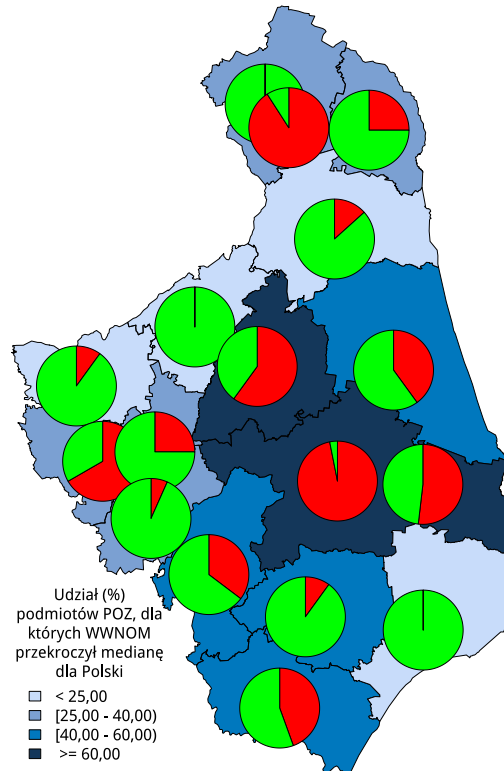 Udział (%)
podmiotów POZ, dla
których WWNOM
przekroczył medianę
dla Polski
< 25,00
[25,00 - 40,00)
[40,00 - 60,00)
>= 60,00